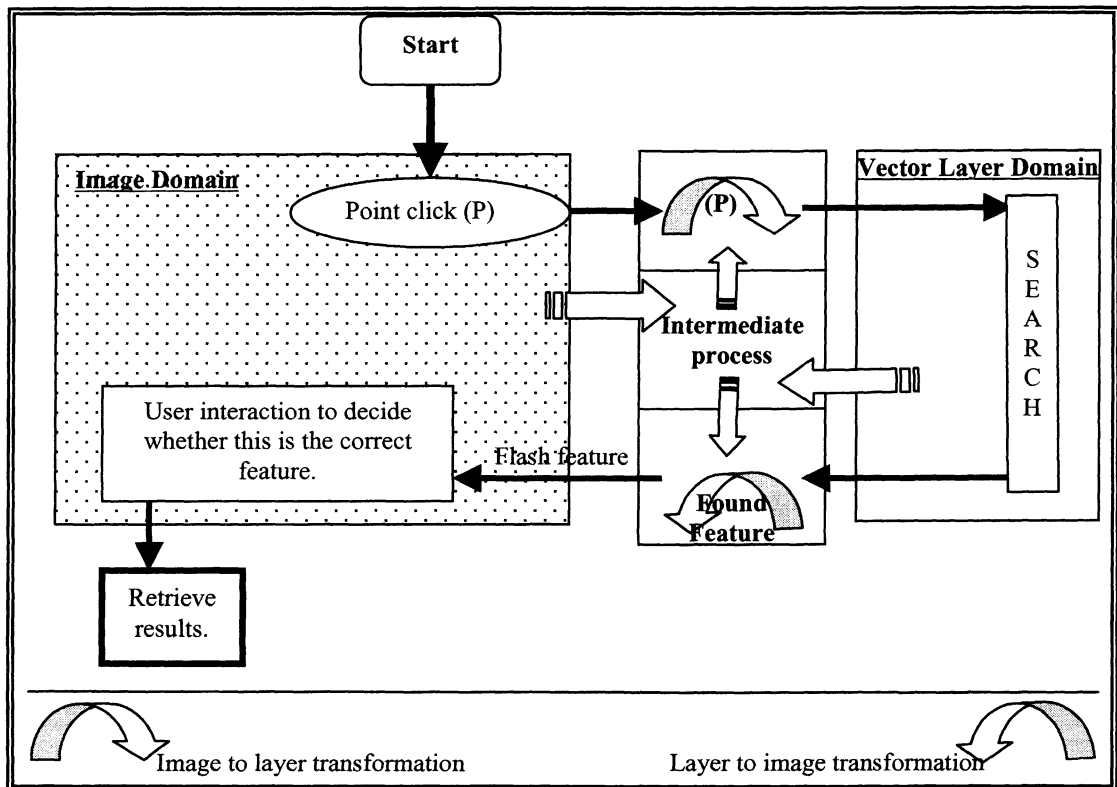 Start
Image Domain
Point click (P)
(P)
Vector Layer Domain
S
E
A
R
C
H
Intermediate
process
User interaction to decide
whether this is the correct
feature.
Flash feature
Found
Feature
Retrieve
results.
Image to layer transformation
Layer to image transformation